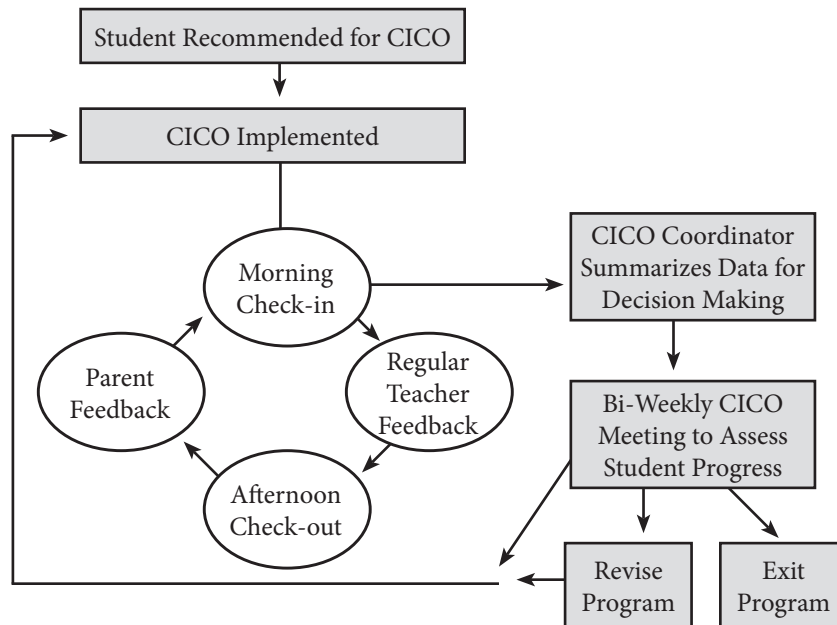 Student Recommended for CICO
CICO Implemented
Morning
Check-in
Regular
Teacher
Feedback
Afternoon
Check-out
Parent
Feedback
CICO Coordinator
Summarizes Data for
Decision Making
Bi-Weekly CICO
Meeting to Assess
Student Progress
Revise
Program
Exit
Program